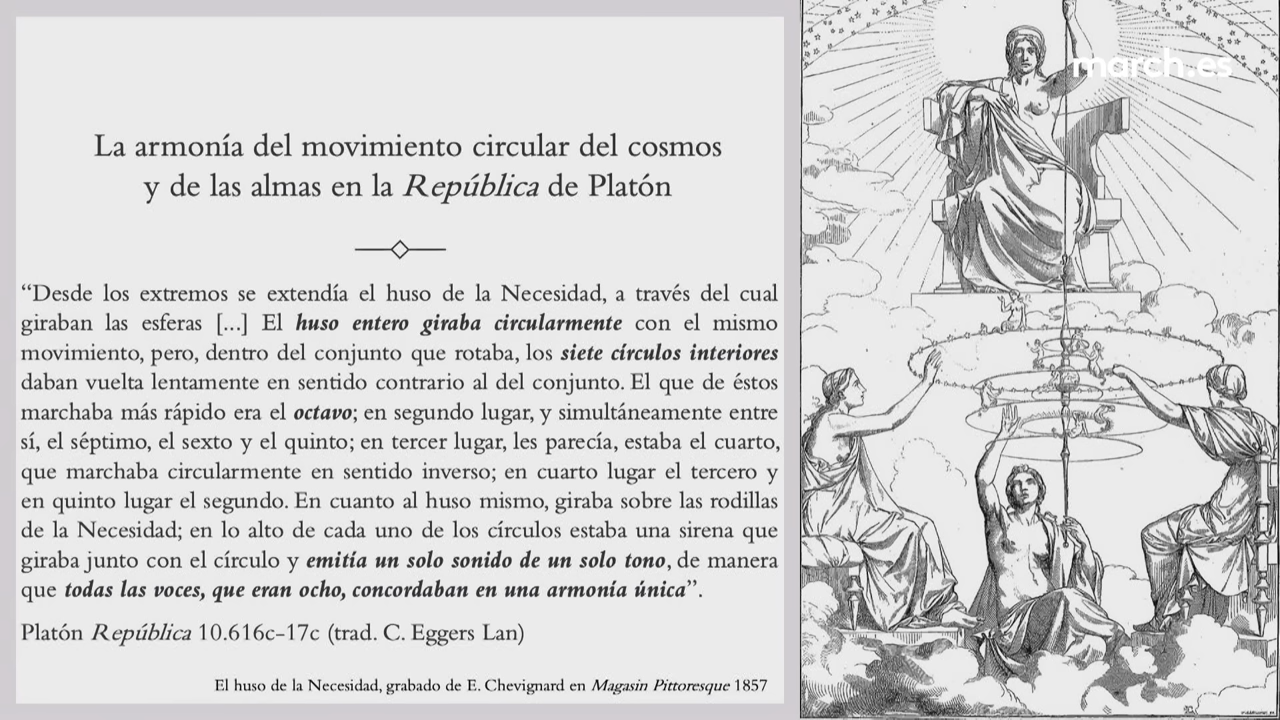 La armonía del movimiento circular del cosmos
y de las almas en la República de Platón
“Desde los extremos se extendía el huso de la Necesidad, a través del cual
giraban las esferas [...] El huso entero giraba circularmente con el mismo
movimiento, pero, dentro del conjunto que rotaba, los siete círculos interiores
daban vuelta lentamente en sentido contrario al del conjunto. El que de éstos
marchaba más rápido era el octavo; en segundo lugar, y simultáneamente entre
sí, el séptimo, el sexto y el quinto; en tercer lugar, les parecía, estaba el cuarto,
que marchaba circularmente en sentido inverso; en cuarto lugar el tercero y
en quinto lugar el segundo. En cuanto al huso mismo, giraba sobre las rodillas
de la Necesidad; en lo alto de cada uno de los círculos estaba una sirena que
giraba junto con el círculo y emitía un solo sonido de un solo tono, de manera
que todas las voces, que eran ocho, concordaban en una armonía única”.
Platón República 10.616c-17c (trad. C. Eggers Lan)
El huso de la Necesidad, grabado de E. Chevignard en Magasin Pittoresque 1857
march.es